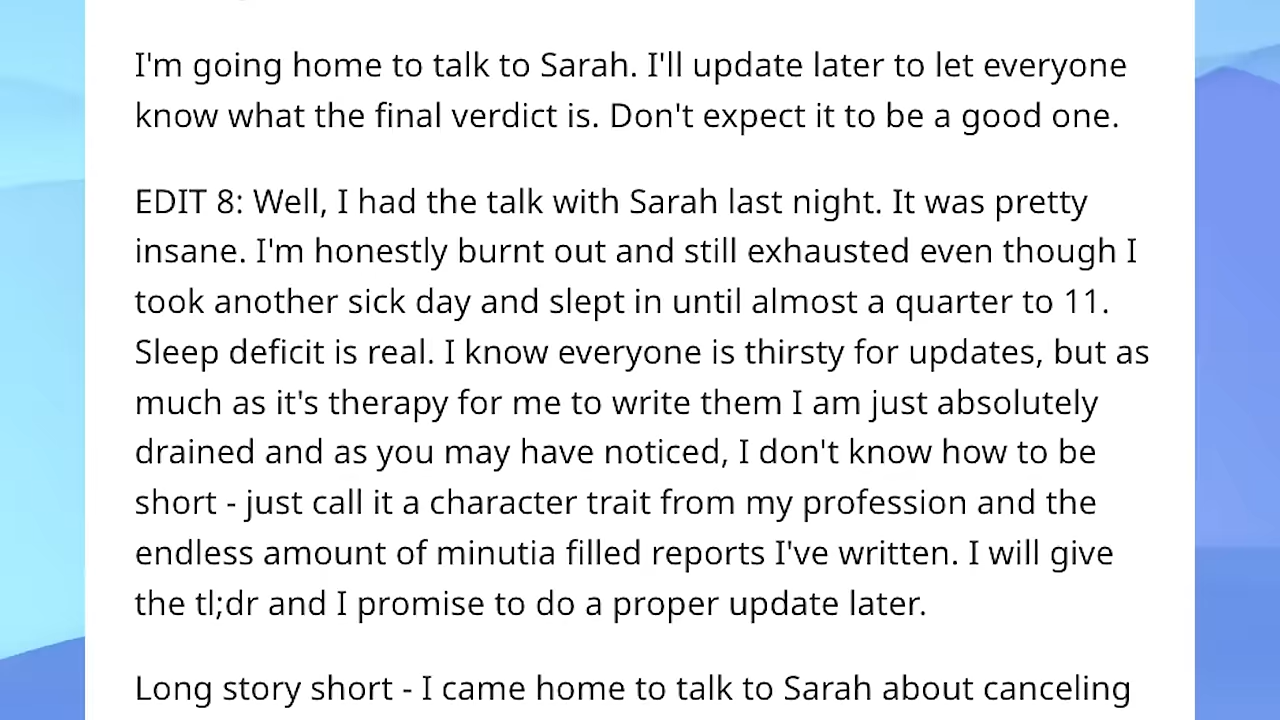 I'm going home to talk to Sarah. I'll update later to let everyone
know what the final verdict is. Don't expect it to be a good one.
EDIT 8: Well, I had the talk with Sarah last night. It was pretty
insane. I'm honestly burnt out and still exhausted even though I
took another sick day and slept in until almost a quarter to 11.
Sleep deficit is real. I know everyone is thirsty for updates, but as
much as it's therapy for me to write them I am just absolutely
drained and as you may have noticed, I don't know how to be
short - just call it a character trait from my profession and the
endless amount of minutia filled reports I've written. I will give
the tl;dr and I promise to do a proper update later.
Long story short - I came home to talk to Sarah about canceling